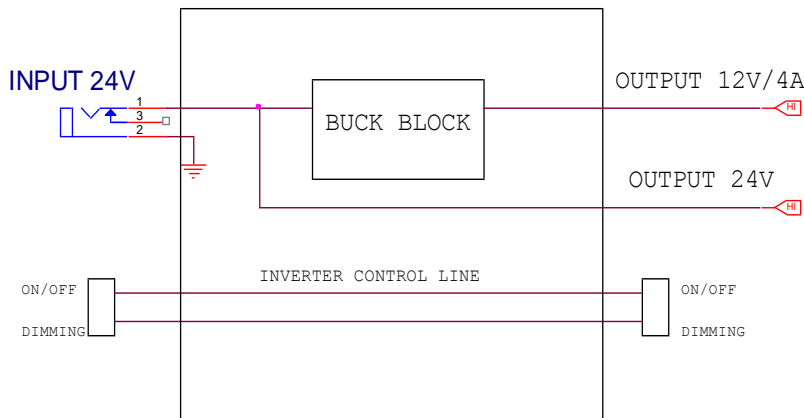 INPUT 24V
1
3
2
BUCK BLOCK
OUTPUT 12V/4A
HI
OUTPUT 24V
HI
INVERTER CONTROL LINE
ON/OFF
DIMMING
ON/OFF
DIMMING